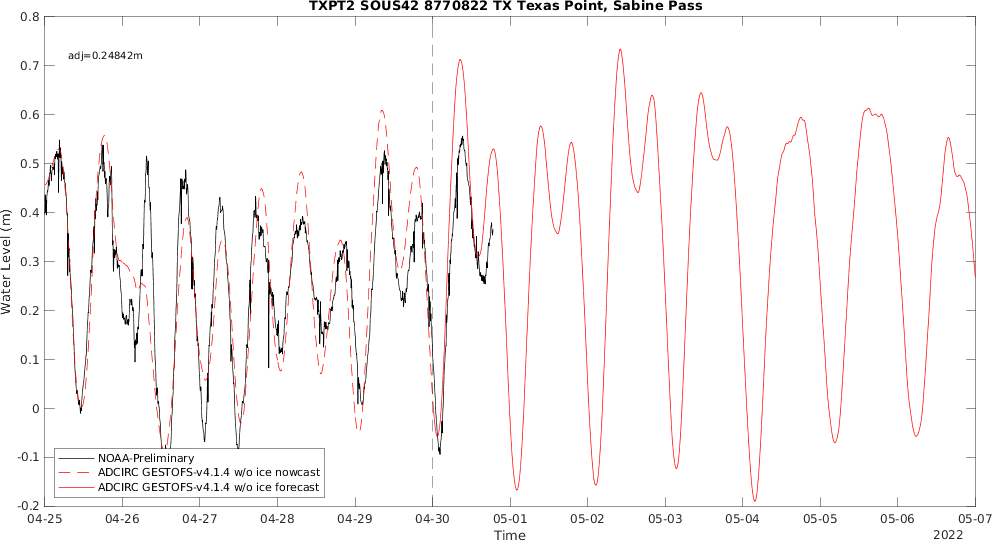 TXPT2 SOUS42 8770822 TX Texas Point, Sabine Pass
0.8
0.7
0.6
0.5
0.4
0.3
0.2
0.1
0
-0.1
-0.2
Water Level (m)
adj=0.24842m
NOAA-Preliminary
ADCIRC GESTOFS-v4.1.4 w/o ice nowcast
ADCIRC GESTOFS-v4.1.4 w/o ice forecast
04-25 04-26 04-27 04-28 04-29 04-30 05-01 05-02 05-03 05-04 05-05 05-06 05-07
Time
2022